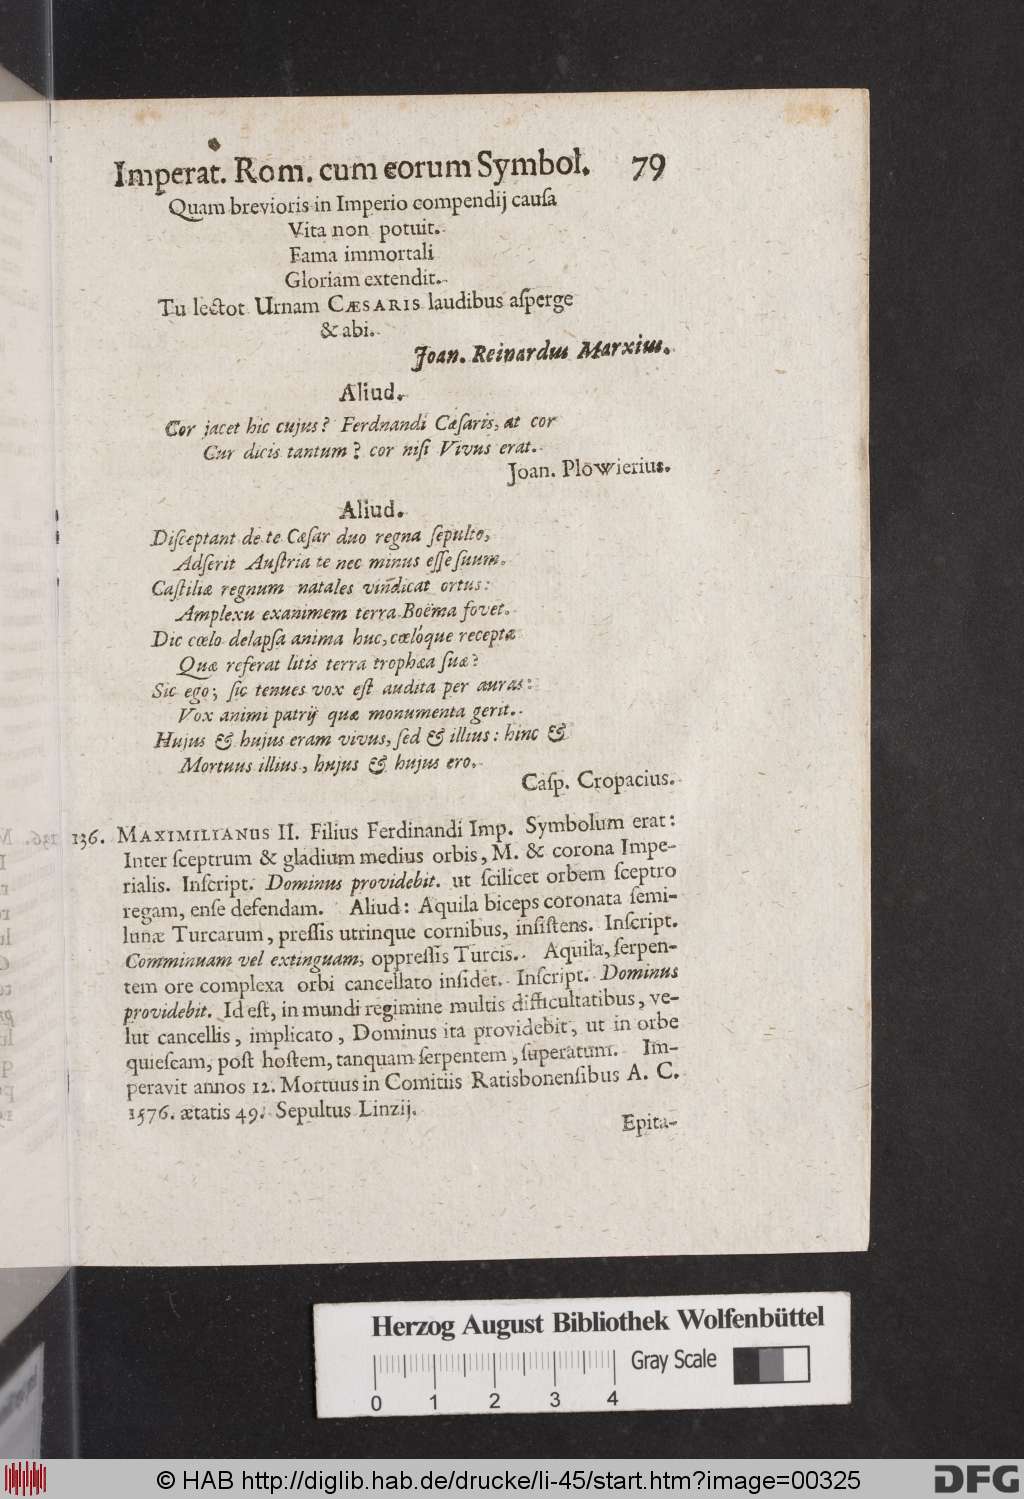 Imperat. Rom. cum eorum Symbol. 79
Quam brevioris in Imperio compendij cauſa
Vita non potuit.
Fama immortali
Gloriam extendit.
Tu lectot Urnam CÆSARIS laudibus aſperge
& abi.
Joan. Reinardus Marxius.
Aliud.
Cor jacet hic cujus? Ferdnandi Cæſaris, at cor
Cur dicis tantum? cor niſi Vivus erat.
Joan. Plōwierius.
Aliud.
Diſceptant de te Cæſar duo regna ſepulto,
Adſerit Auſtria te nec minus eſſe ſuum.
Caſtiliæ regnum natales vindicat ortus:
Amplexu exanimem terra Boëma fovet.
Dic cœlo delapſa anima huc, cœlóque recepta
Quæ referat litis terra trophæa ſuæ?
Sic ego; ſic tenues vox eſt audita per auras:
Vox animi patrij quæ monumenta gerit.
Hujus & hujus eram vivus, ſed & illius: hinc &
Mortuus illius, hujus & hujus ero.
Caſp. Cropacius.
136. MAXIMILIANUS II. Filius Ferdinandi Imp. Symbolum erat:
Inter ſceptrum & gladium medius orbis, M. & corona Impe-
rialis. Inſcript. Dominus providebit. ut ſcilicet orbem ſceptro
regam, enſe defendam. Aliud: Aquila biceps coronata ſemi-
lunæ Turcarum, preſſis utrinque cornibus, inſiſtens. Inſcript.
Comminuam vel extinguam, oppreſſis Turcis. Aquila, ſerpen-
tem ore complexa orbi cancellato inſidet. Inſcript. Dominus
providebit. Id eſt, in mundi regimine multis difficultatibus, ve-
lut cancellis, implicato, Dominus ita providebit, ut in orbe
quieſcam, poſt hoſtem, tanquam ſerpentem, ſuperatum. Im-
peravit annos 12. Mortuus in Comitiis Ratisbonenſibus A. C.
1576. ætatis 49. Sepultus Linzij.
Epita-
Herzog August Bibliothek Wolfenbüttel
Gray Scale
0 1 2 3 4
© HAB http://diglib.hab.de/drucke/li-45/start.htm?image=00325
DFG